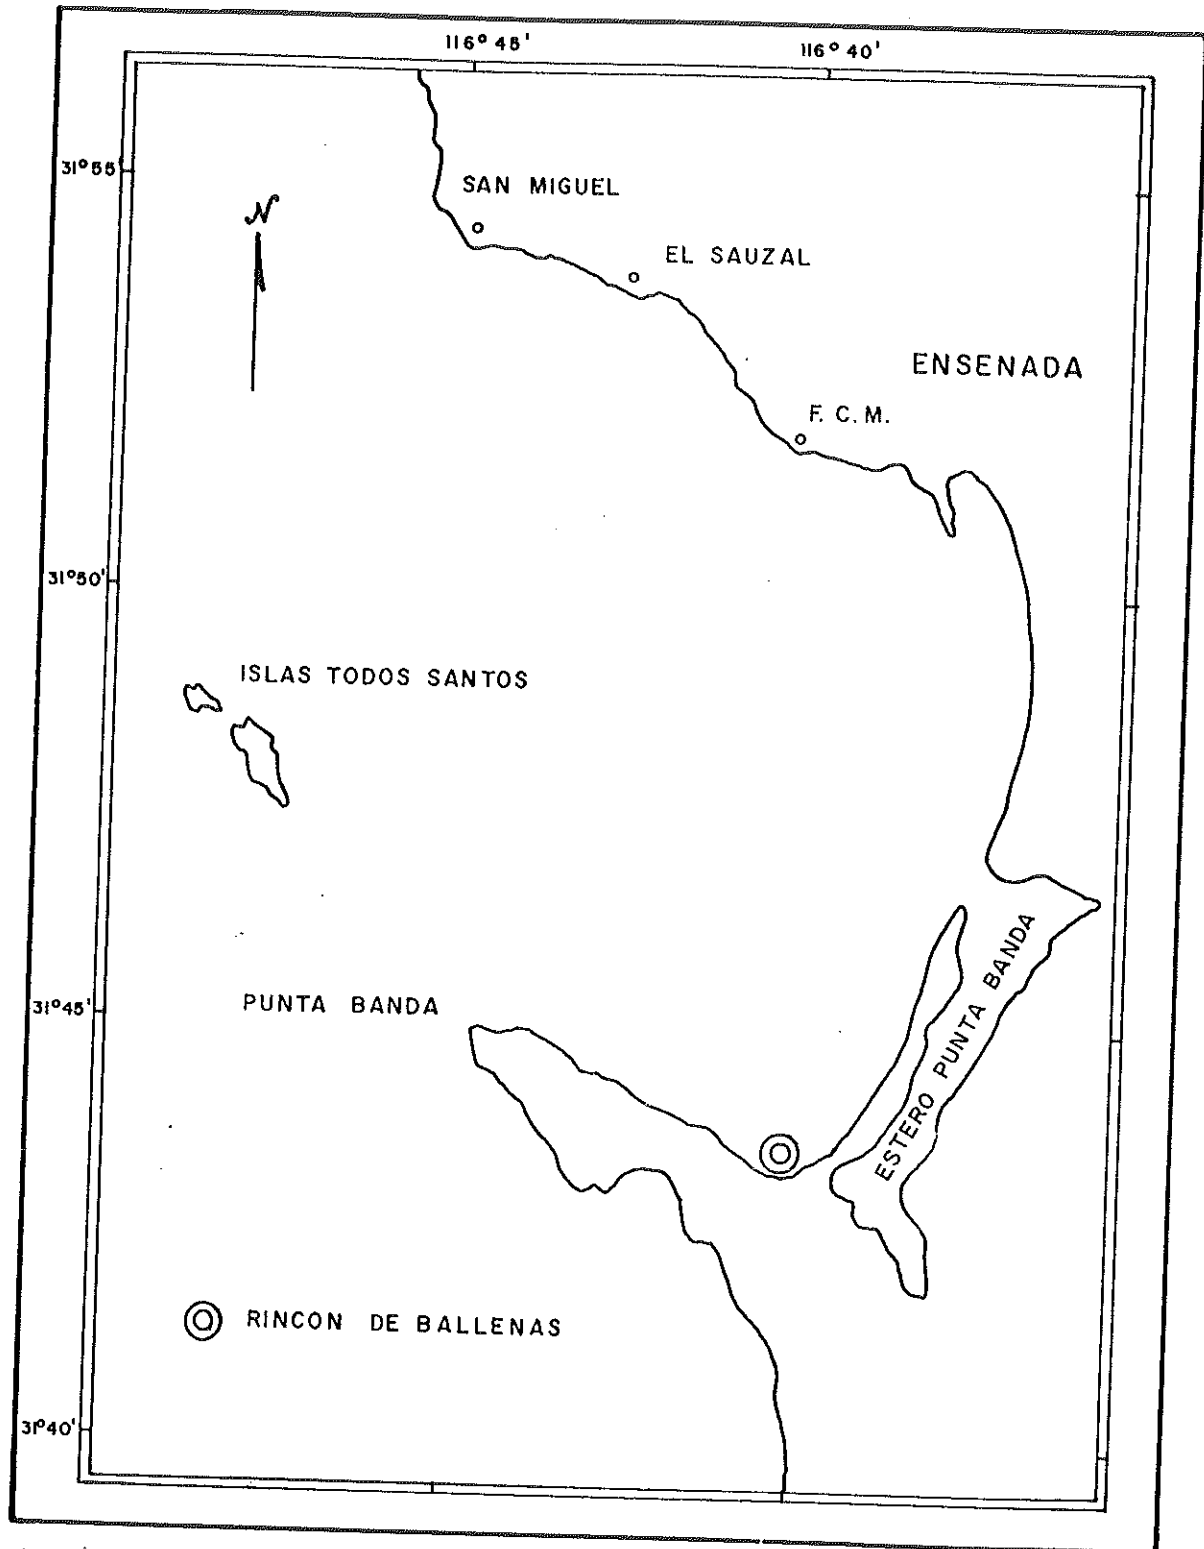 116° 45'
116° 40'
31°55
SAN MIGUEL
N
EL SAUZAL
ENSENADA
F. C. M.
31°50'
ISLAS TODOS SANTOS
ESTERO PUNTA BANDA
31°45'
PUNTA BANDA
RINCON DE BALLENAS
31°40'